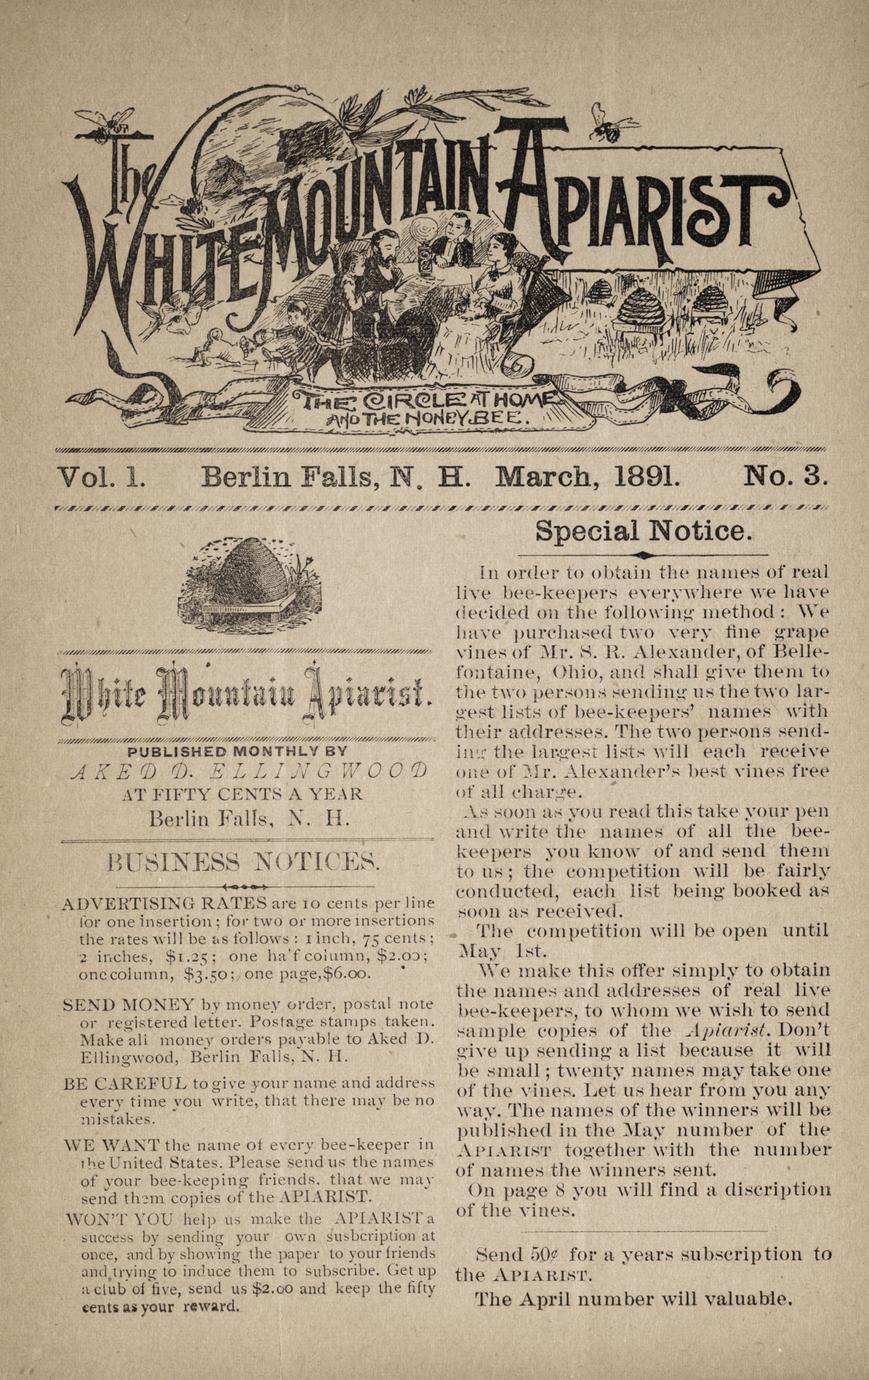 The
White Mountain Apiarist
THE CIRCLE AT HOME
AND THE HONEY BEE.
Vol. 1. Berlin Falls, N. H. March, 1891. No. 3.
White Mountain Apiarist.
PUBLISHED MONTHLY BY
AKED D. ELLINGWOOD
AT FIFTY CENTS A YEAR
Berlin Falls, N. H.
BUSINESS NOTICES.
ADVERTISING RATES are 10 cents per line
for one insertion; for two or more insertions
the rates will be as follows: 1 inch, 75 cents;
2 inches, $1.25; one ha'f column, $2.00;
one column, $3.50; one page, $6.00.
SEND MONEY by money order, postal note
or registered letter. Postage stamps taken.
Make all money orders payable to Aked D.
Ellingwood, Berlin Falls, N. H.
BE CAREFUL to give your name and address
every time you write, that there may be no
mistakes.
WE WANT the name of every bee-keeper in
the United States. Please send us the names
of your bee-keeping friends, that we may
send them copies of the APIARIST.
WON'T YOU help us make the APIARIST a
success by sending your own susbcription at
once, and by showing the paper to your friends
and trying to induce them to subscribe. Get up
a club of five, send us $2.00 and keep the fifty
cents as your reward.
Special Notice.
In order to obtain the names of real
live bee-keepers everywhere we have
decided on the following method: We
have purchased two very fine grape
vines of Mr. S. R. Alexander, of Belle-
fontaine, Ohio, and shall give them to
the two persons sending us the two lar-
gest lists of bee-keepers' names with
their addresses. The two persons send-
ing the largest lists will each receive
one of Mr. Alexander's best vines free
of all charge.
As soon as you read this take your pen
and write the names of all the bee-
keepers you know of and send them
to us; the competition will be fairly
conducted, each list being booked as
soon as received.
The competition will be open until
May 1st.
We make this offer simply to obtain
the names and addresses of real live
bee-keepers, to whom we wish to send
sample copies of the Apiarist. Don't
give up sending a list because it will
be small; twenty names may take one
of the vines. Let us hear from you any
way. The names of the winners will be
published in the May number of the
APIARIST together with the number
of names the winners sent.
On page 8 you will find a discription
of the vines.
Send 50¢ for a years subscription to
the APIARIST.
The April number will valuable.